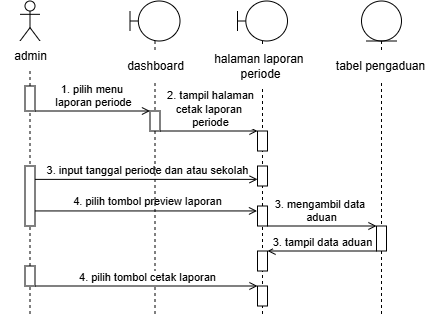 admin
dashboard
halaman laporan
periode
tabel pengaduan
1. pilih menu
laporan periode
2. tampil halaman
cetak laporan
periode
3. input tanggal periode dan atau sekolah
4. pilih tombol preview laporan
3. mengambil data
aduan
3. tampil data aduan
4. pilih tombol cetak laporan